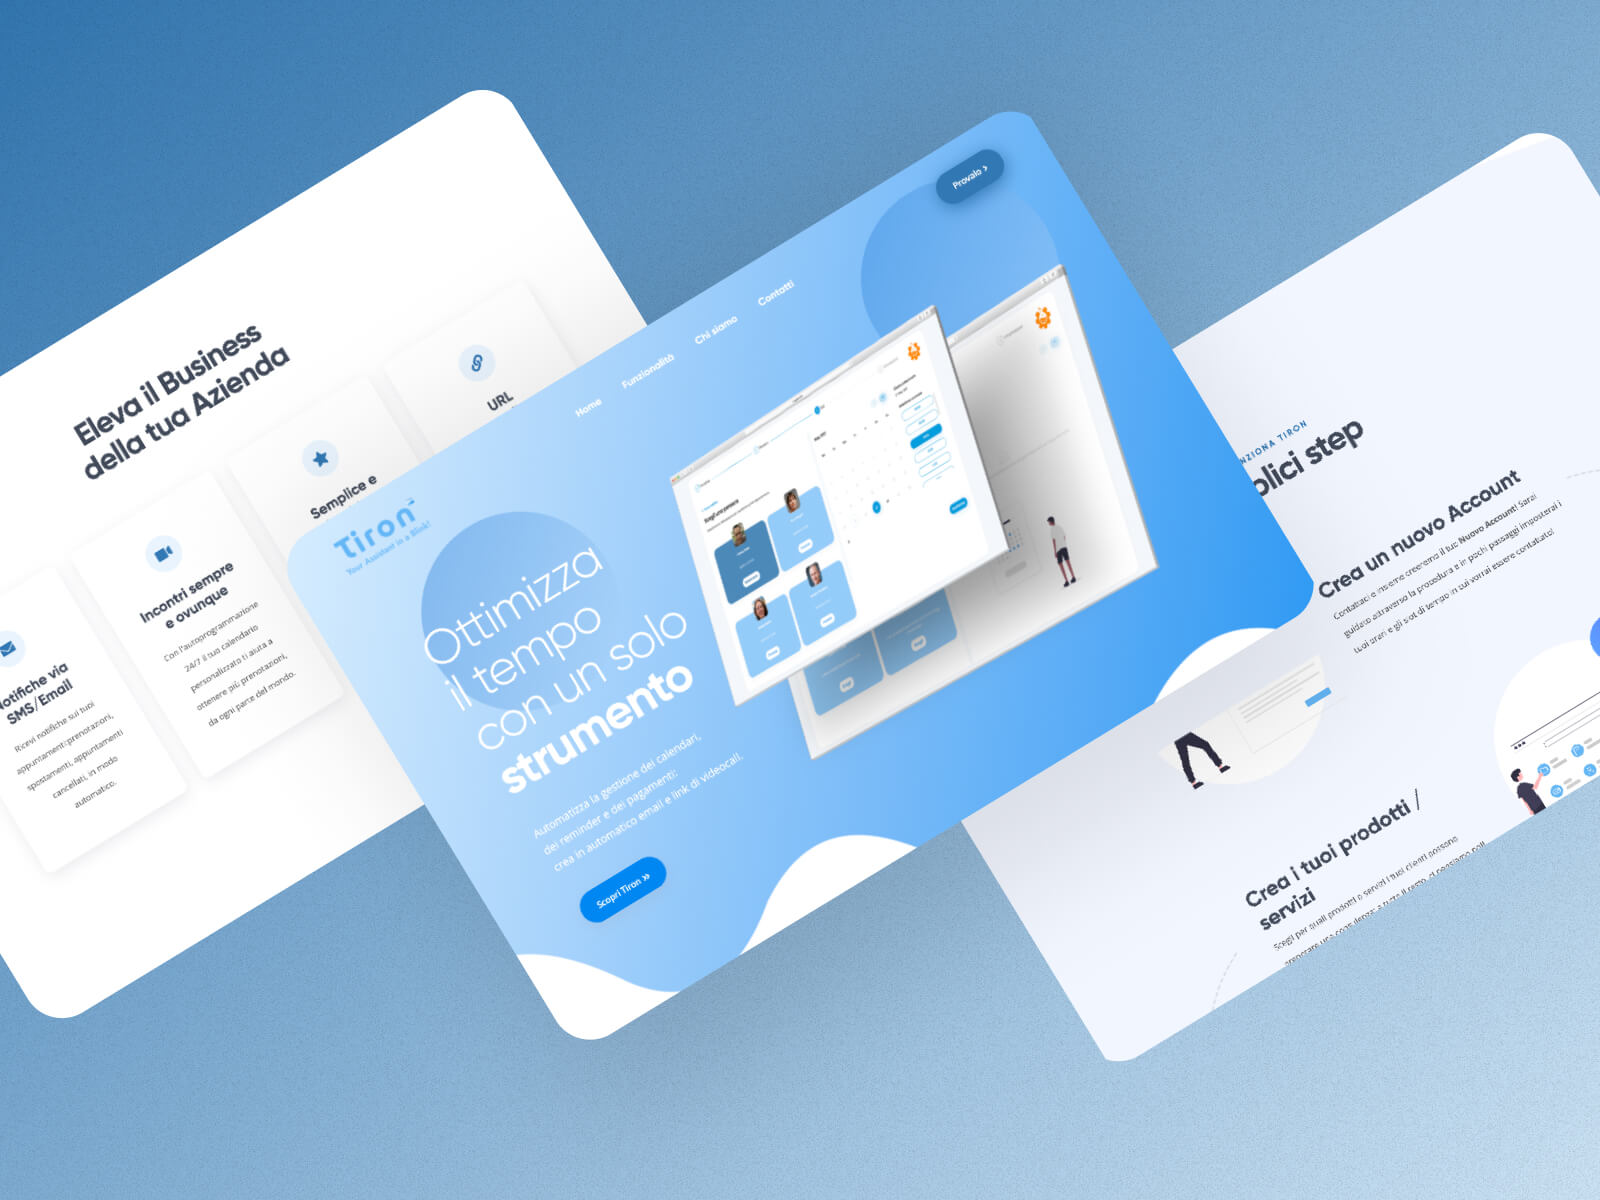 Eleva il Business
della tua Azienda
URL
Semplice e
Incontri sempre
e ovunque
Con l'autoprogrammazione
24/7 il tuo calendario
personalizzato ti aiuta a
ottenere più prenotazioni,
da ogni parte del mondo.
Notifiche via
SMS/Email
Ricevi notifiche sui tuoi
appuntamenti:prenotazioni,
spostamenti, appuntamenti
cancellati, in modo
automatico.
Provalo ›
Home
Funzionalità
Chi siamo
Contatti
Tiron
Your Assistant in a Blink!
Ottimizza
il tempo
con un solo
strumento
Automatizza la gestione dei calendari,
dei reminder e dei pagamenti:
crea in automatico email e link di videocall.
Scopri Tiron »
NZIONA TIRON
olici step
Crea un nuovo Account
Contattaci e insieme creeremo il tuo Nuovo Account! Sarai
guidato attraverso la procedura e in pochi passaggi imposterai i
tuoi orari e gli slot di tempo in cui vorrai essere contattato!
Crea i tuoi prodotti /
servizi
Scegli per quali prodotti o servizi i tuoi clienti possono